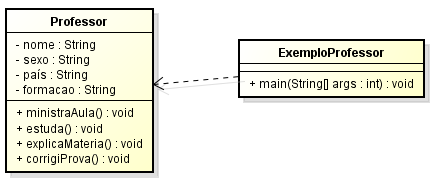 Professor
- nome : String
- sexo : String
- país : String
- formacao : String
+ ministraAula() : void
+ estuda() : void
+ explicaMateria() : void
+ corrigiProva() : void
ExemploProfessor
+ main(String[] args : int) : void